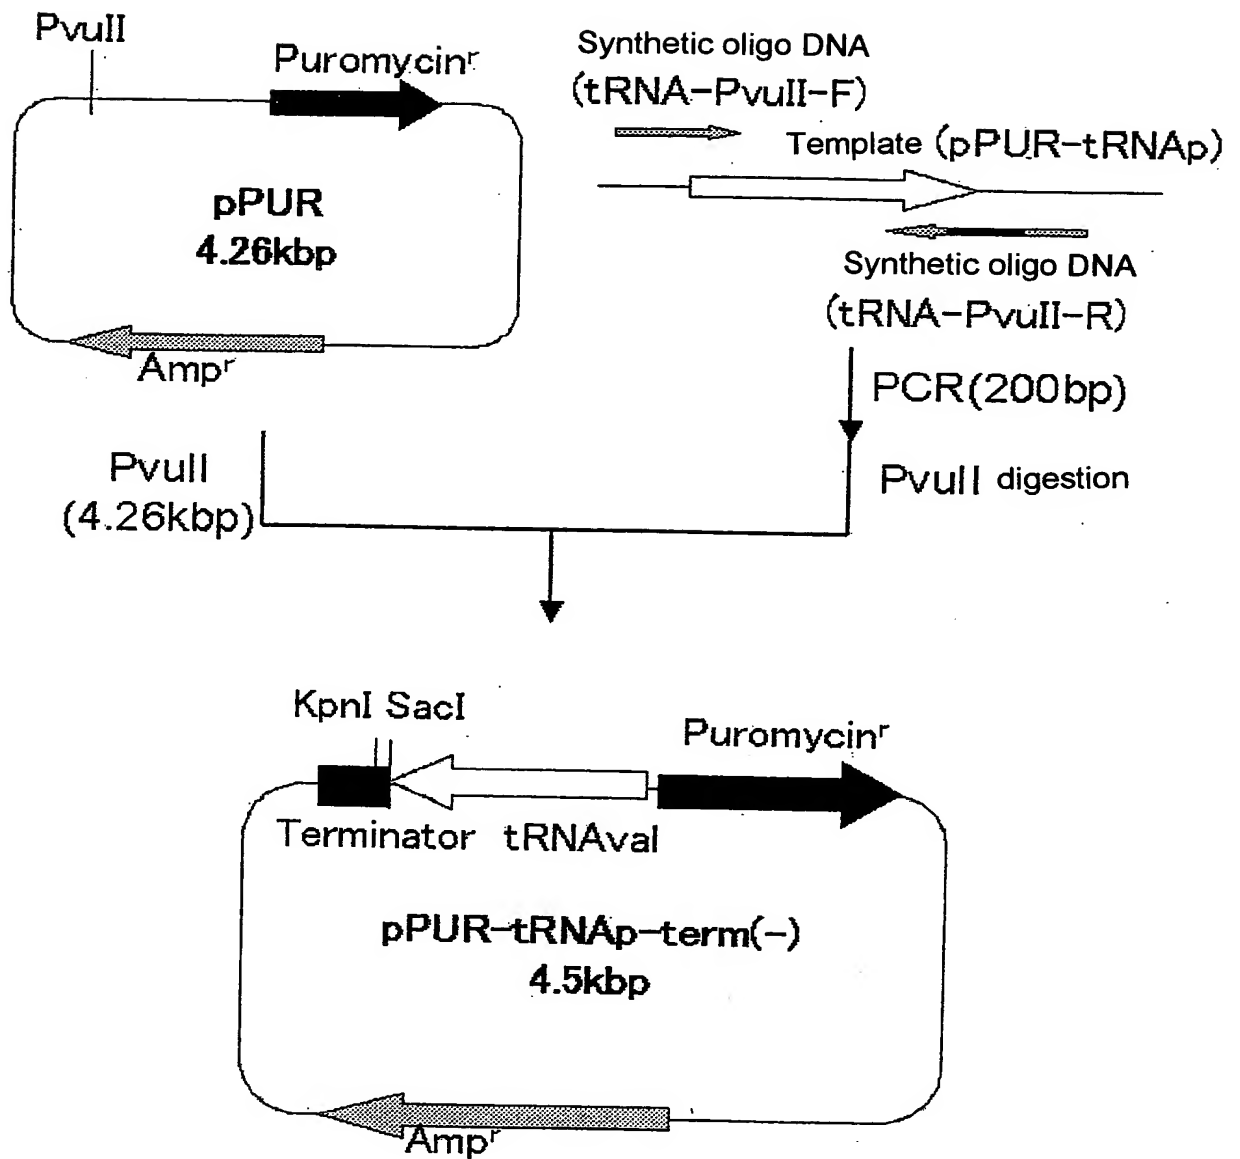 PvuII
Puromycinʳ
pPUR
4.26kbp
Ampʳ
Synthetic oligo DNA
(tRNA-PvuII-F)
Template (pPUR-tRNAp)
Synthetic oligo DNA
(tRNA-PvuII-R)
PCR(200bp)
PvuII
(4.26kbp)
PvuII digestion
KpnI SacI
Puromycinʳ
Terminator tRNAval
pPUR-tRNAp-term(-)
4.5kbp
Ampʳ